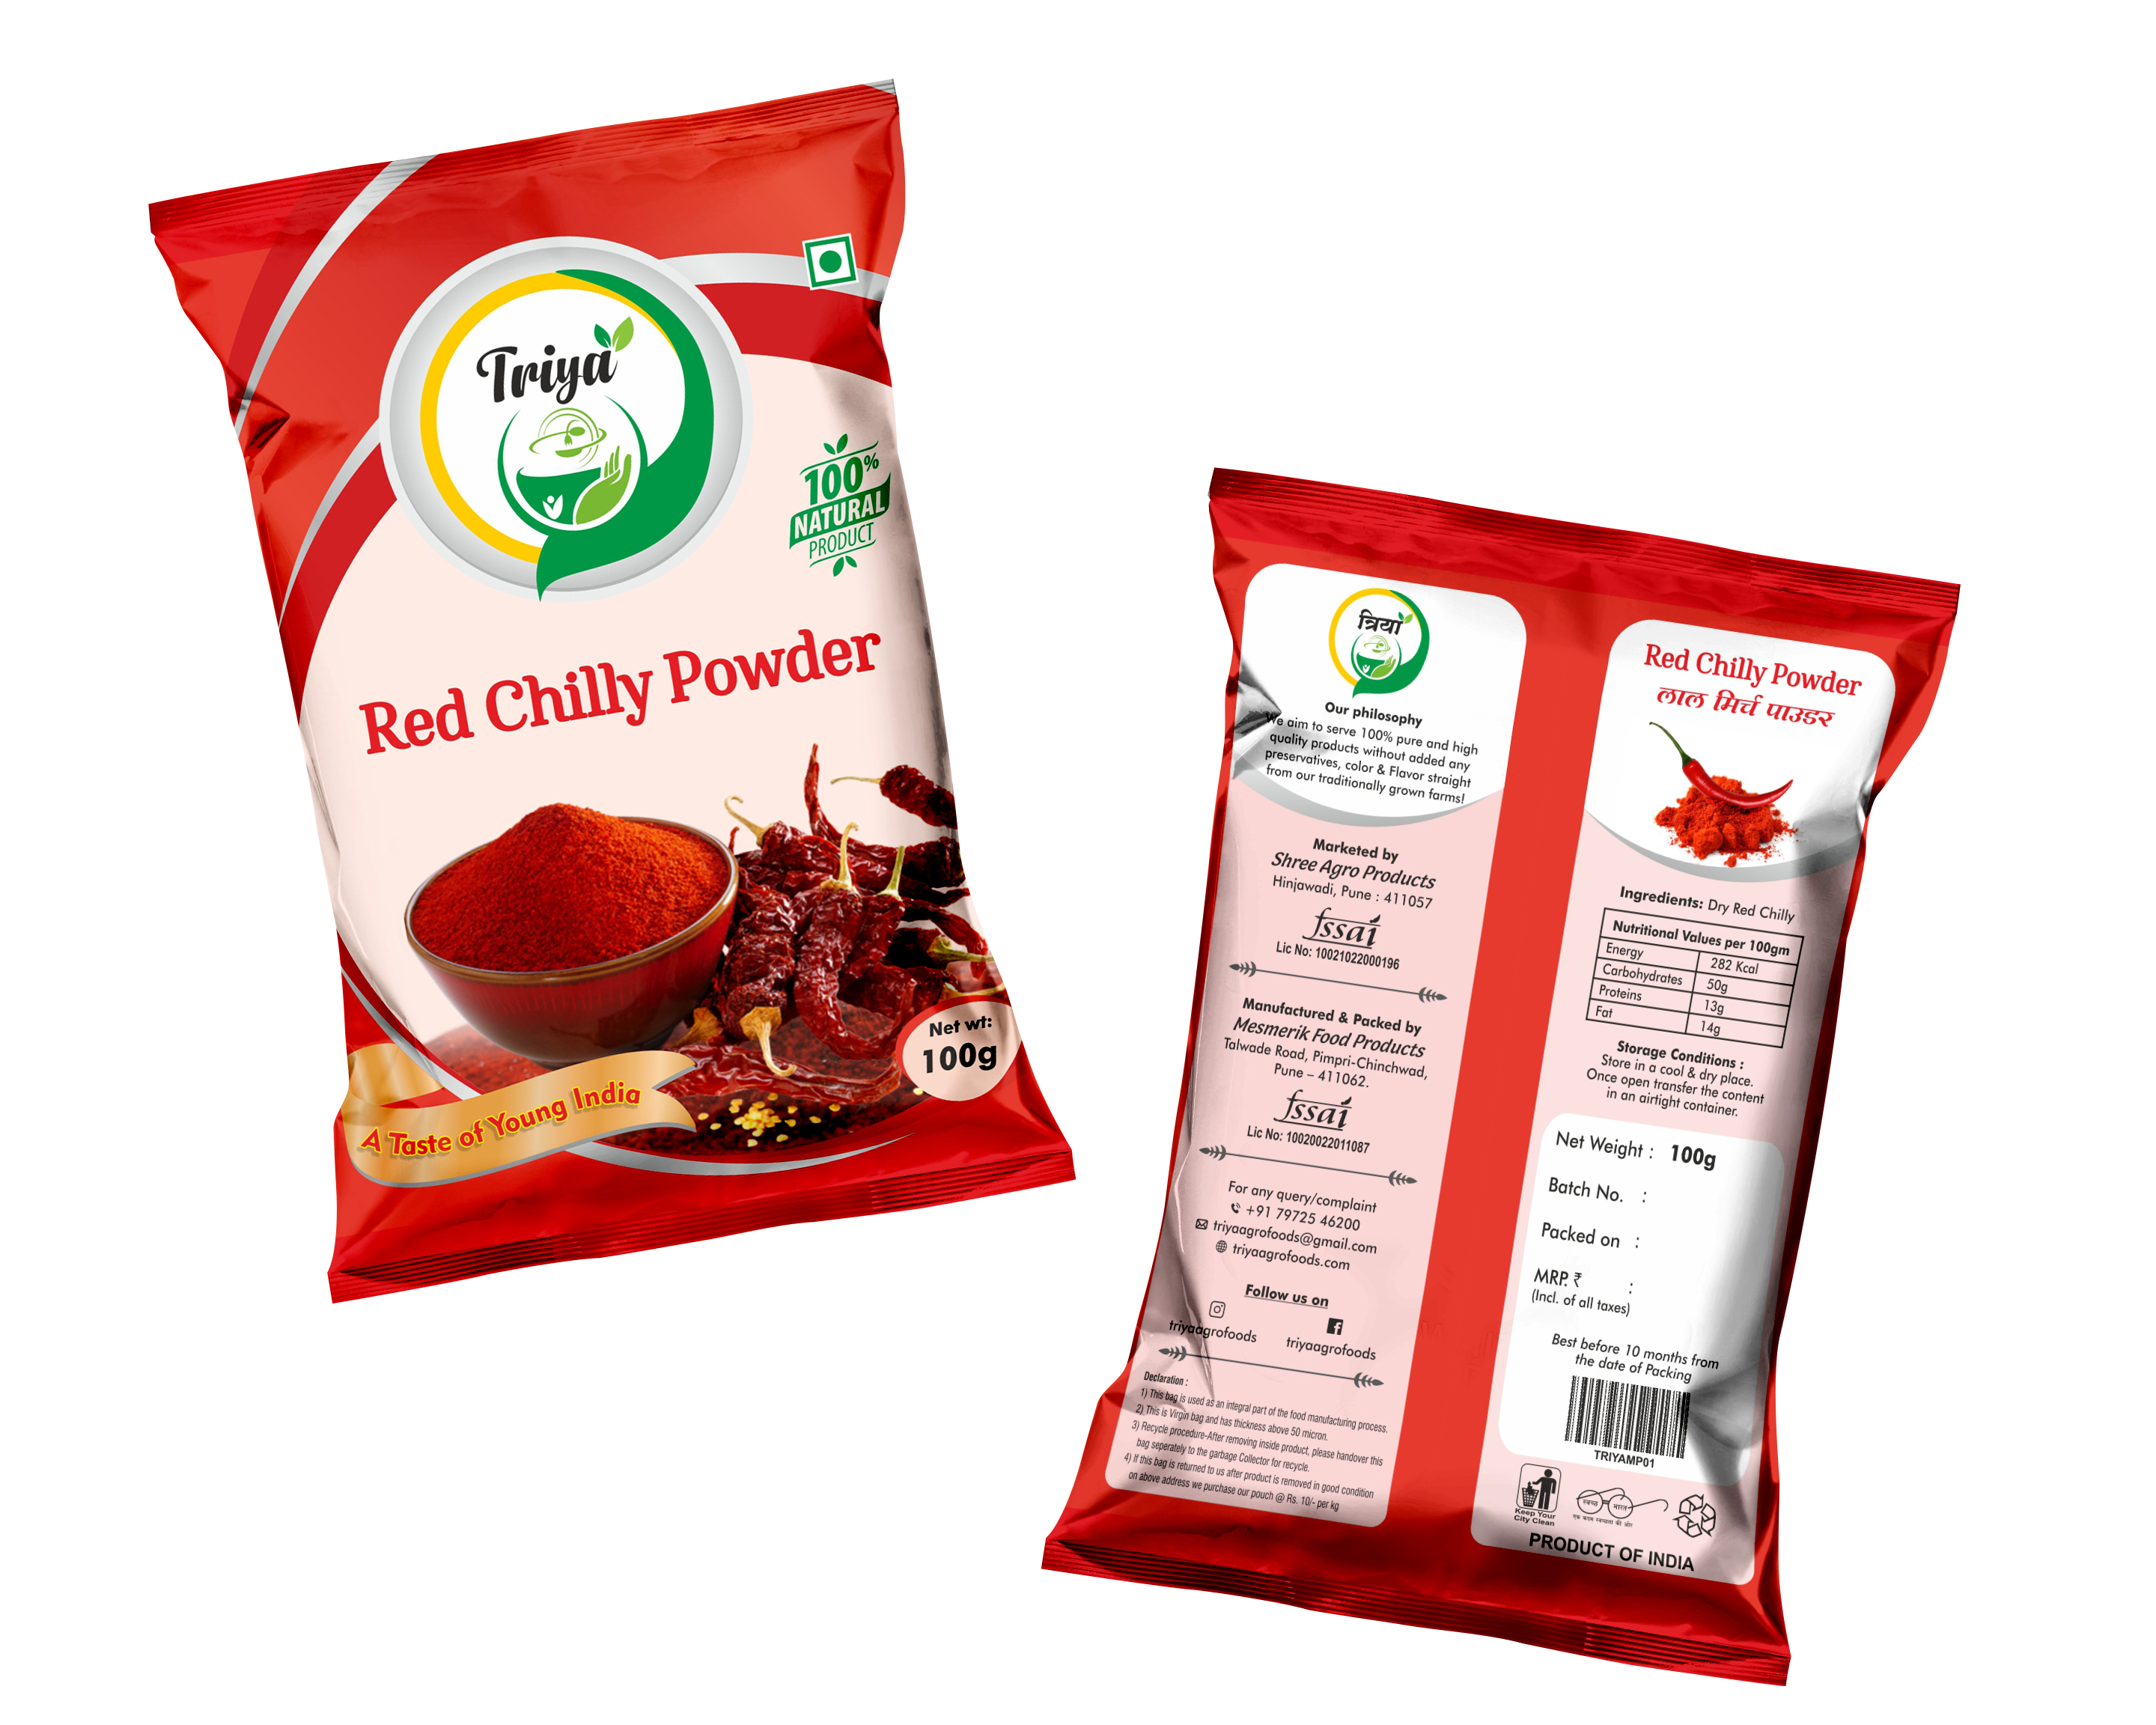 Triya
100%
NATURAL
PRODUCT
Red Chilly Powder
Net wt:
100g
A Taste of Young India
त्रिया
Our philosophy
We aim to serve 100% pure and high
quality products without added any
preservatives, color & Flavor straight
from our traditionally grown farms!
Marketed by
Shree Agro Products
Hinjawadi, Pune : 411057
fssai
Lic No: 10021022000196
Manufactured & Packed by
Mesmerik Food Products
Talwade Road, Pimpri-Chinchwad,
Pune – 411062.
fssai
Lic No: 10020022011087
For any query/complaint
+91 79725 46200
triyaagrofoods@gmail.com
triyaagrofoods.com
Follow us on
triyaagrofoods
triyaagrofoods
Declaration :
1) This bag is used as an integral part of the food manufacturing process.
2) This is Virgin bag and has thickness above 50 micron.
3) Recycle procedure-After removing inside product, please handover this
bag seperately to the garbage Collector for recycle.
4) If this bag is returned to us after product is removed in good condition
on above address we purchase our pouch @ Rs. 10/- per kg
Red Chilly Powder
लाल मिर्च पाउडर
Ingredients: Dry Red Chilly
Nutritional Values per 100gm
Energy 282 Kcal
Carbohydrates 50g
Proteins 13g
Fat 14g
Storage Conditions :
Store in a cool & dry place.
Once open transfer the content
in an airtight container.
Net Weight : 100g
Batch No. :
Packed on :
MRP. ₹ :
(Incl. of all taxes)
Best before 10 months from
the date of Packing
TRIYAMP01
Keep Your
City Clean
स्वच्छ भारत
एक कदम स्वच्छता की ओर
PRODUCT OF INDIA